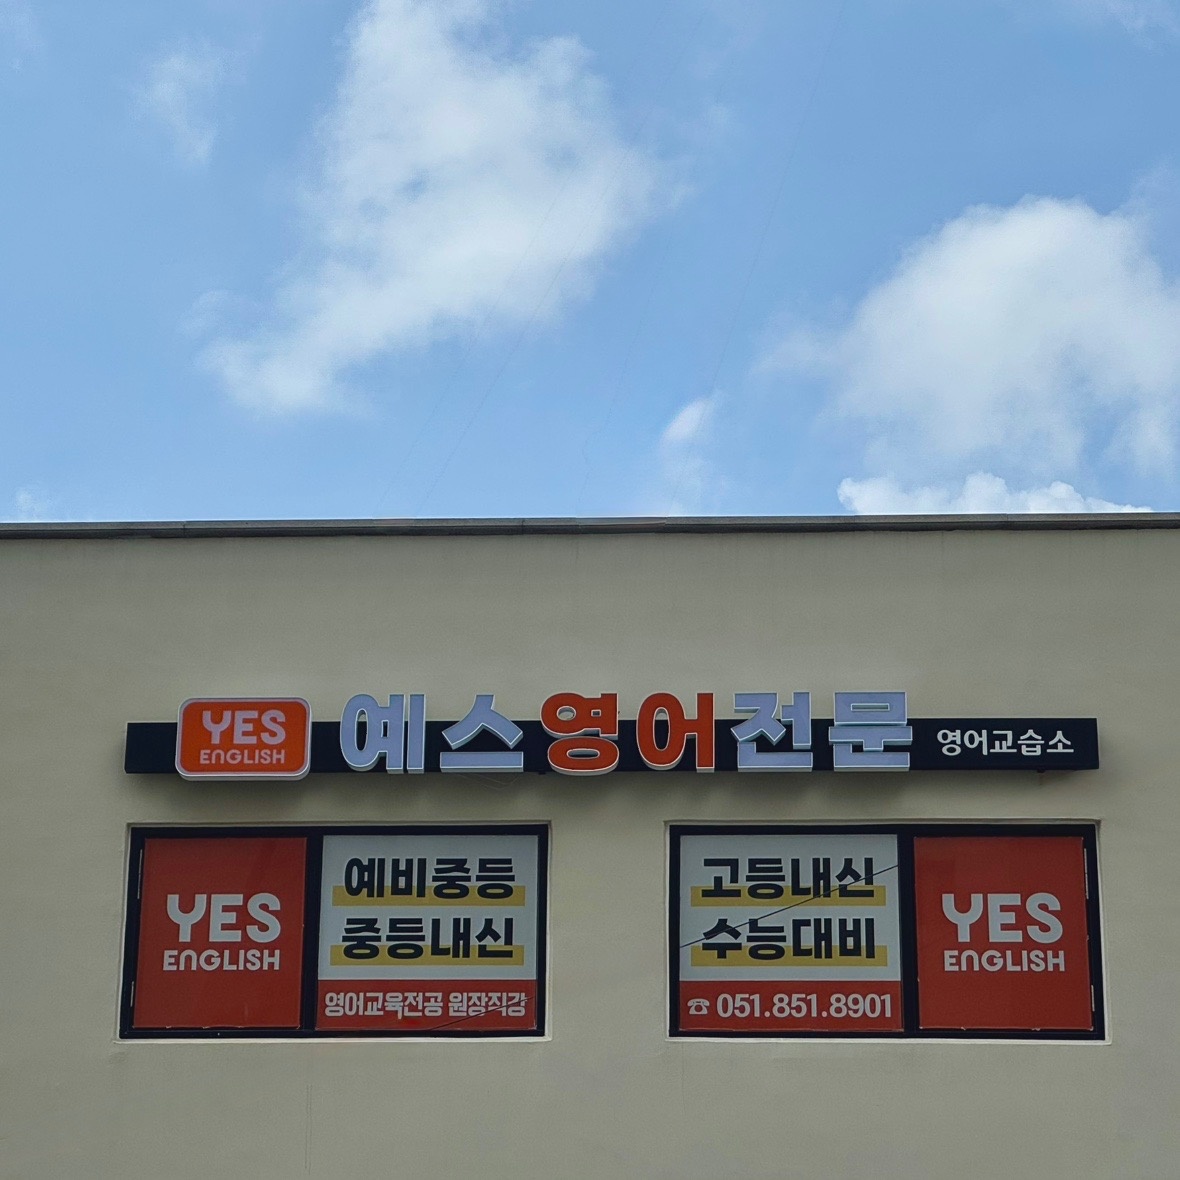 YES
ENGLISH
예스영어전문
영어교습소
YES
ENGLISH
예비중등
중등내신
영어교육전공 원장직강
고등내신
수능대비
☎ 051.851.8901
YES
ENGLISH